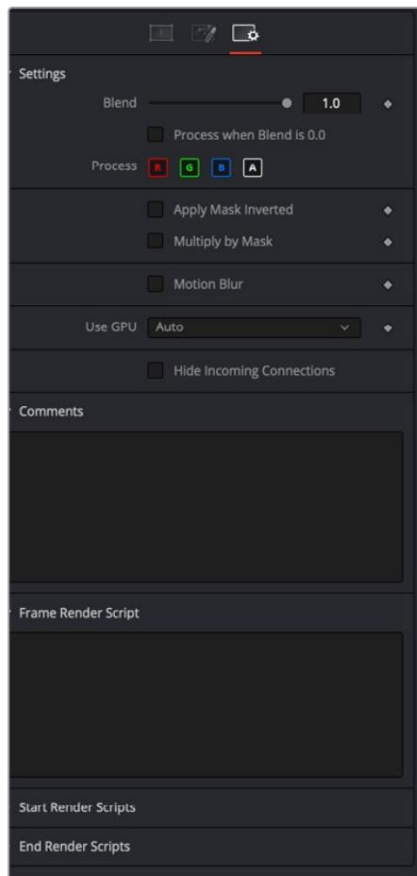 Settings
Blend 1.0
Process when Blend is 0.0
Process R G B A
Apply Mask Inverted
Multiply by Mask
Motion Blur
Use GPU Auto
Hide Incoming Connections
Comments
Frame Render Script
Start Render Scripts
End Render Scripts